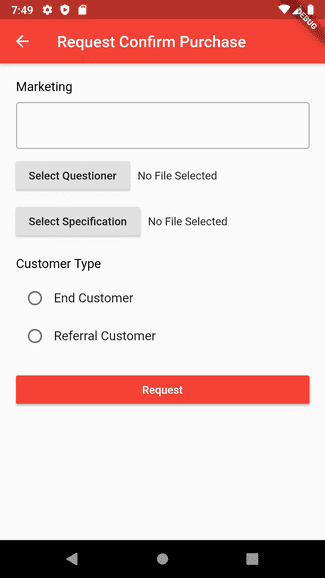 7:49
DEBUG
Request Confirm Purchase
Marketing
Select Questioner No File Selected
Select Specification No File Selected
Customer Type
End Customer
Referral Customer
Request